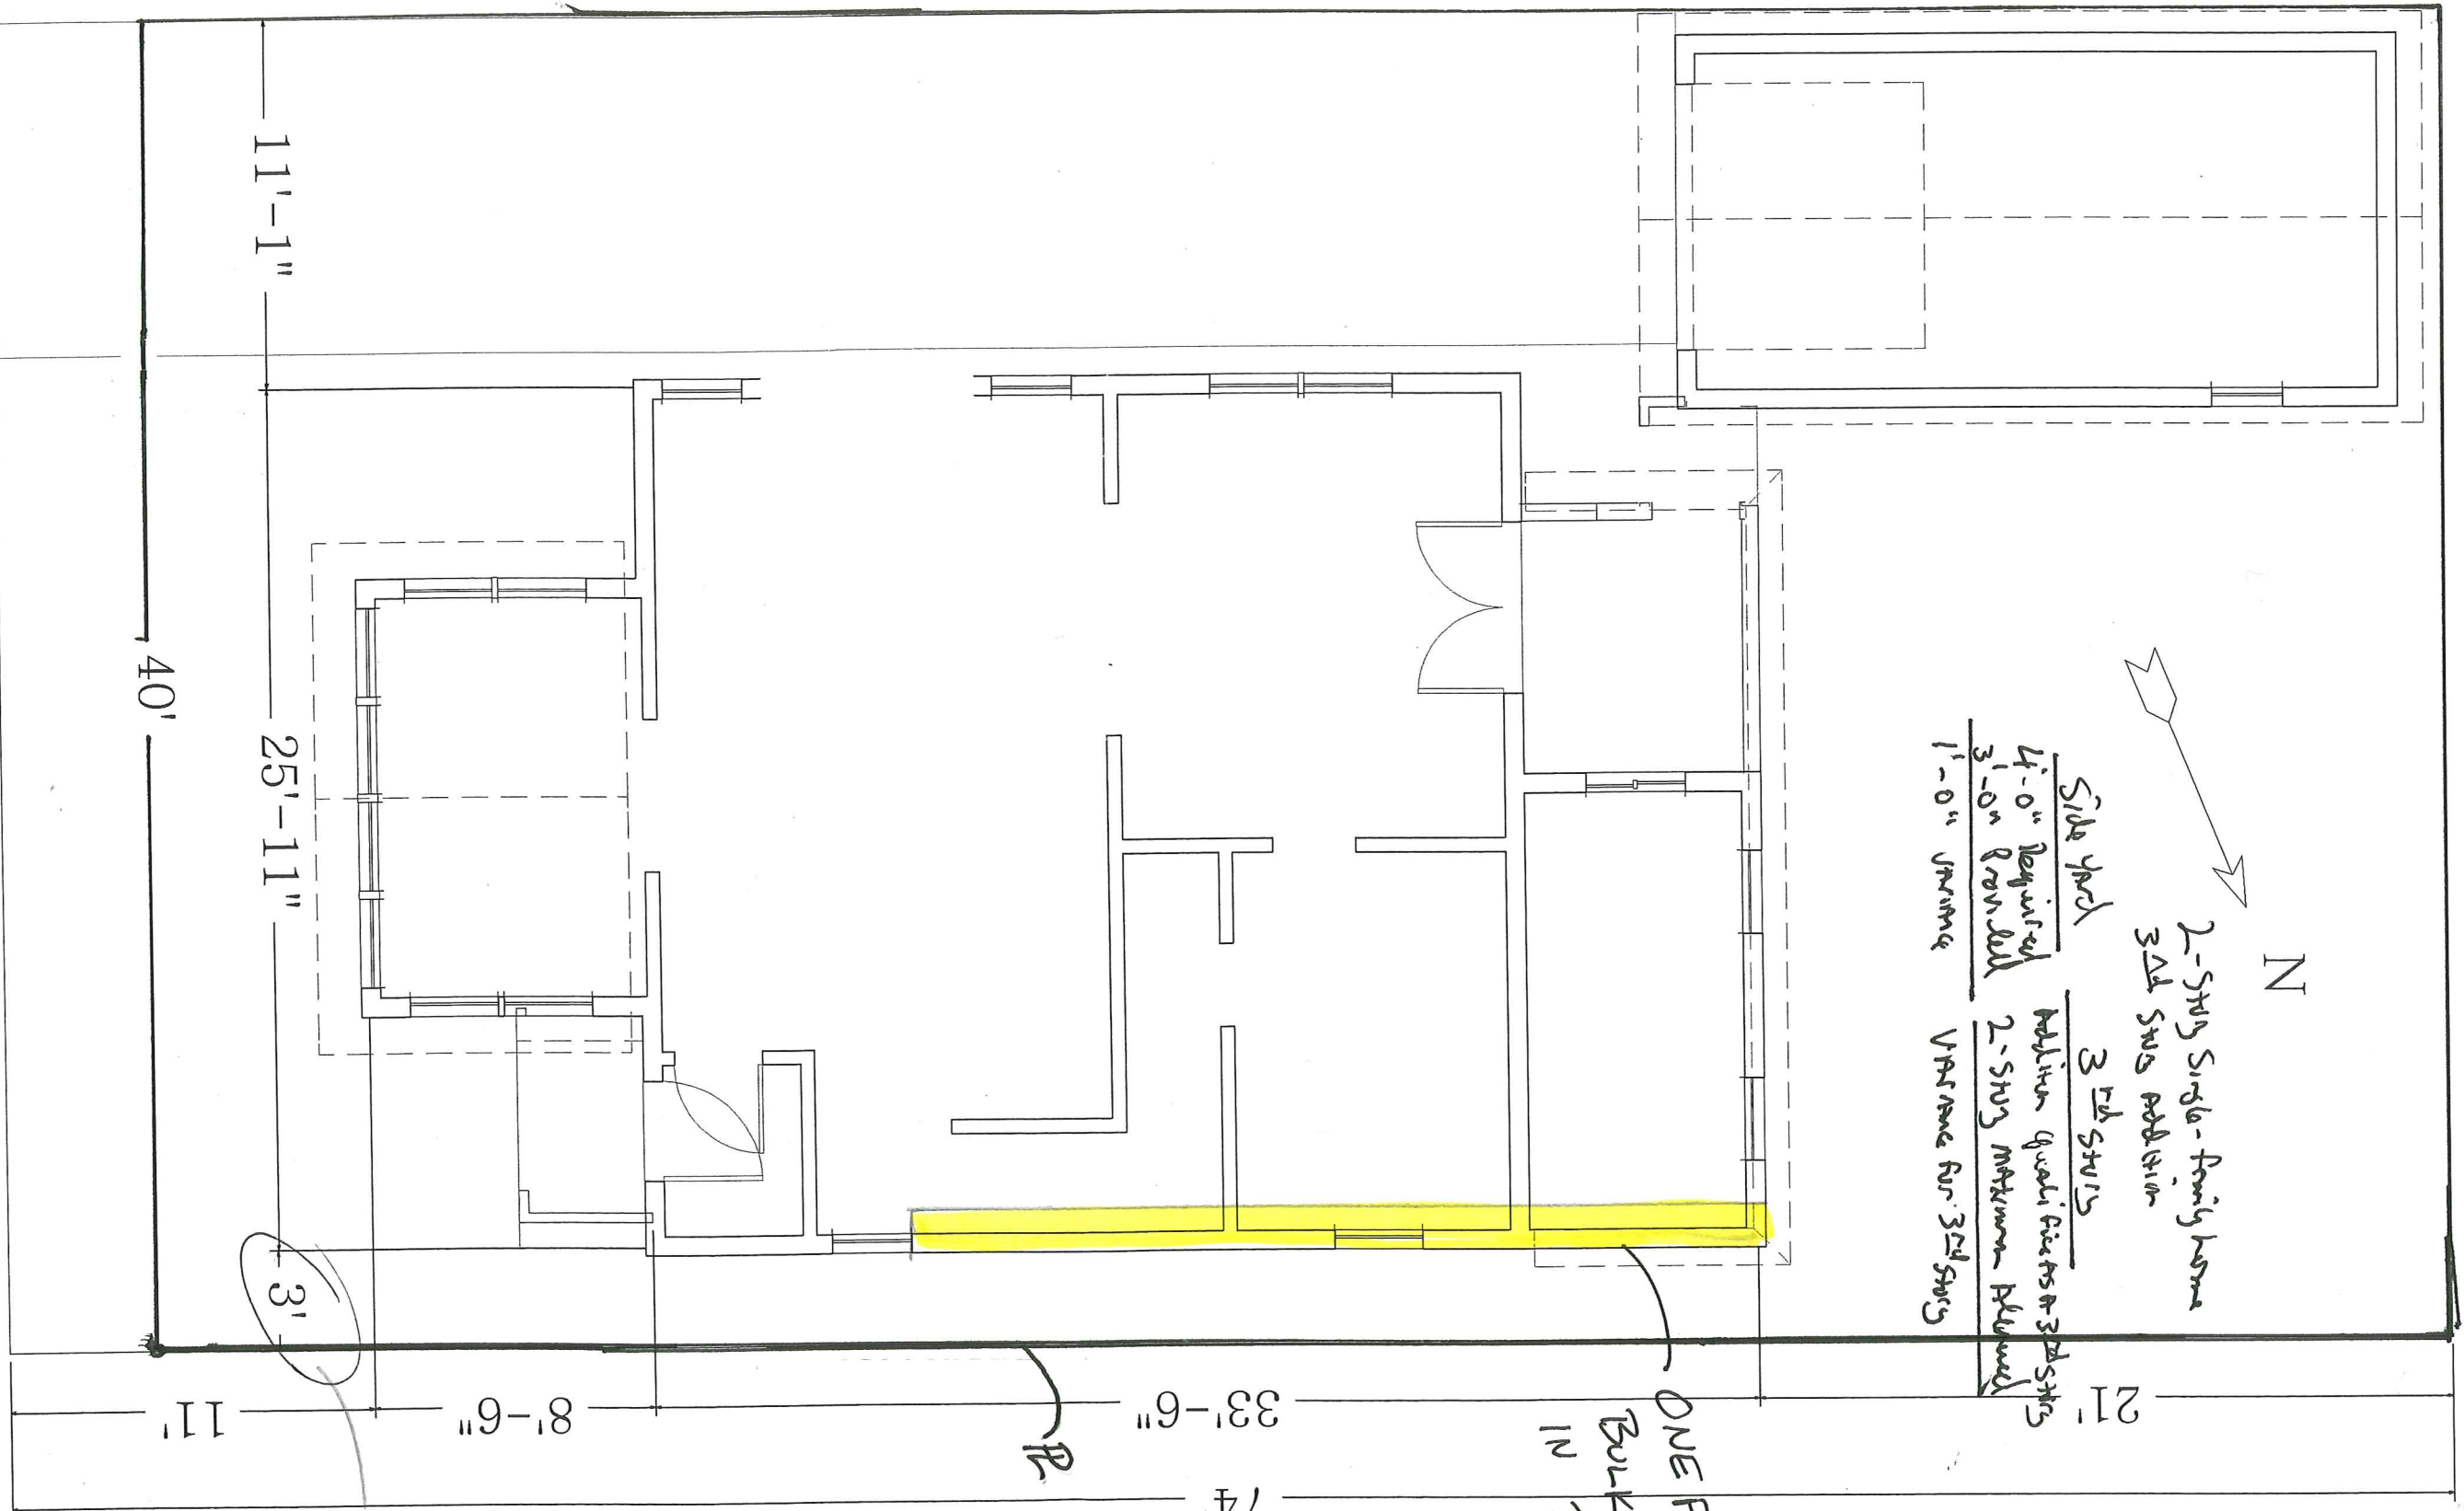 11'-1"
40'
25'-11"
3'
11'
8'-6"
33'-6"
21'
74'
N
2-Story Single-family home
3rd Story Addition
Side Yard
4'-0" Required
3'-0" Provided
1'-0" Variance
3rd Story
Addition qualifies as A 3rd Story
2-Story Maximum Allowed
Variance for 3rd Story
PL
ONE F
BULK
IN